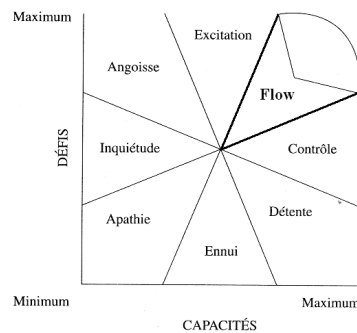 Maximum
Excitation
Angoisse
Flow
DÉFIS
Inquiétude
Contrôle
Apathie
Détente
Ennui
Minimum
Maximum
CAPACITÉS